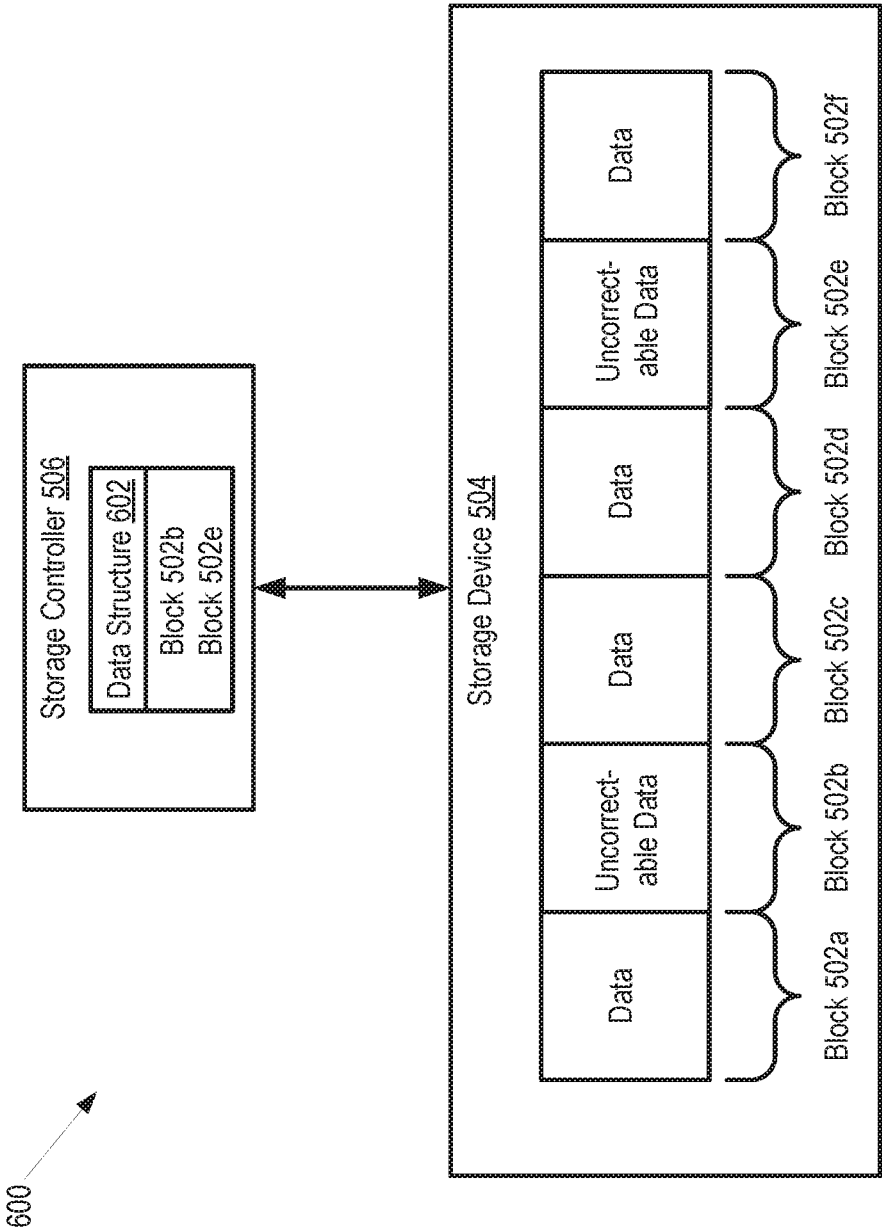 600
Storage Controller 506
Data Structure 602
Block 502b
Block 502e
Storage Device 504
Data
Uncorrect-
able Data
Data
Data
Uncorrect-
able Data
Data
Block 502a
Block 502b
Block 502c
Block 502d
Block 502e
Block 502f